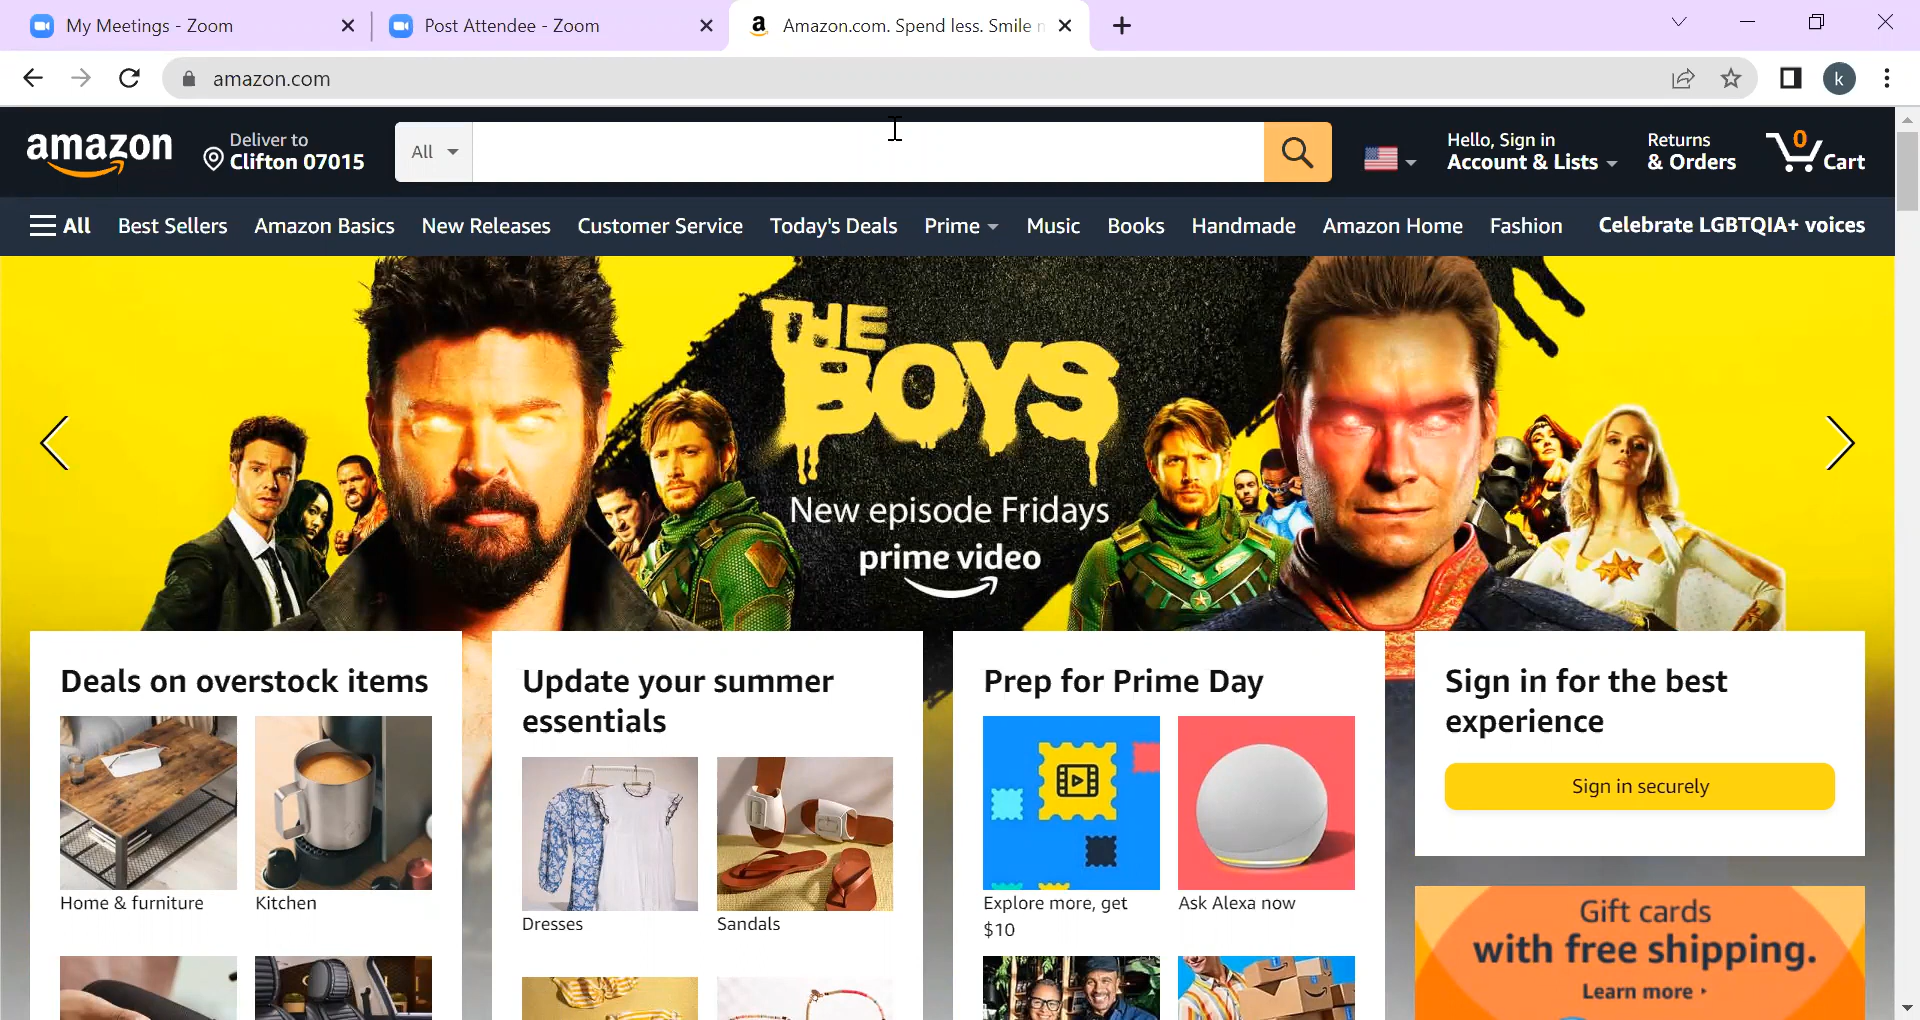 My Meetings - Zoom
Post Attendee - Zoom
a
Amazon.com. Spend less. Smile
amazon.com
k
amazon
Deliver to
Clifton 07015
All
Hello, Sign in
Account & Lists
Returns
& Orders
0
Cart
All
Best Sellers
Amazon Basics
New Releases
Customer Service
Today's Deals
Prime
Music
Books
Handmade
Amazon Home
Fashion
Celebrate LGBTQIA+ voices
THE
BOYS
New episode Fridays
prime video
Deals on overstock items
Home & furniture
Kitchen
Update your summer
essentials
Dresses
Sandals
Prep for Prime Day
Explore more, get
$10
Ask Alexa now
Sign in for the best
experience
Sign in securely
Gift cards
with free shipping.
Learn more